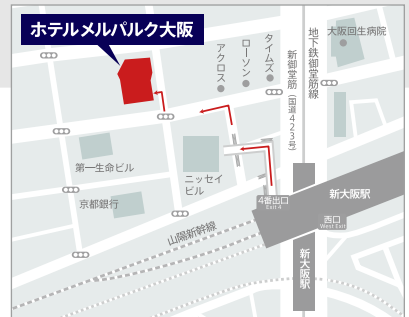 ホテルメルパルク大阪
アクロス
ローソン
タイムズ
新御堂筋（国道423号）
地下鉄御堂筋線
大阪回生病院
第一生命ビル
京都銀行
ニッセイ
ビル
4番出口
Exit 4
新大阪駅
西口
West Exit
山陽新幹線
新大阪駅